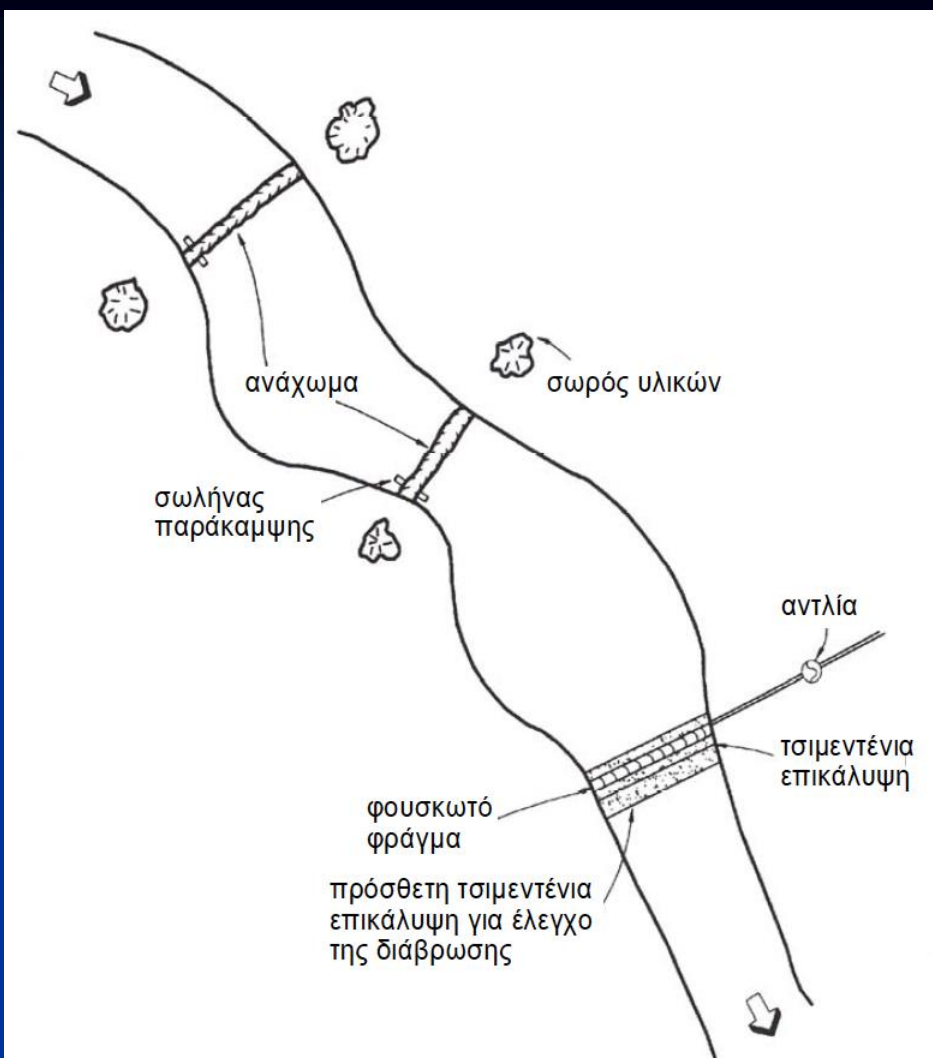 ανάχωμα
σωρός υλικών
σωλήνας
παράκαμψης
αντλία
τσιμεντένια
επικάλυψη
φουσκωτό
φράγμα
πρόσθετη τσιμεντένια
επικάλυψη για έλεγχο
της διάβρωσης